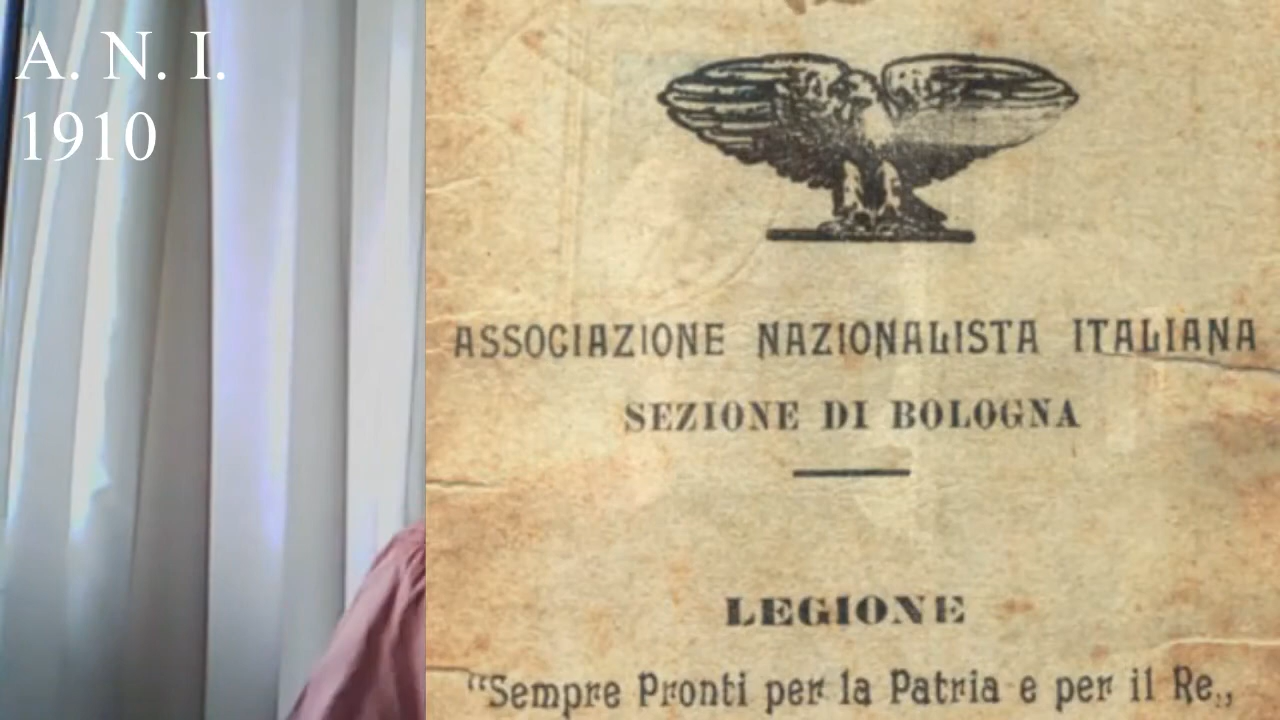 A. N. I.
1910
ASSOCIAZIONE NAZIONALISTA ITALIANA
SEZIONE DI BOLOGNA
LEGIONE
“Sempre Pronti per la Patria e per il Re„